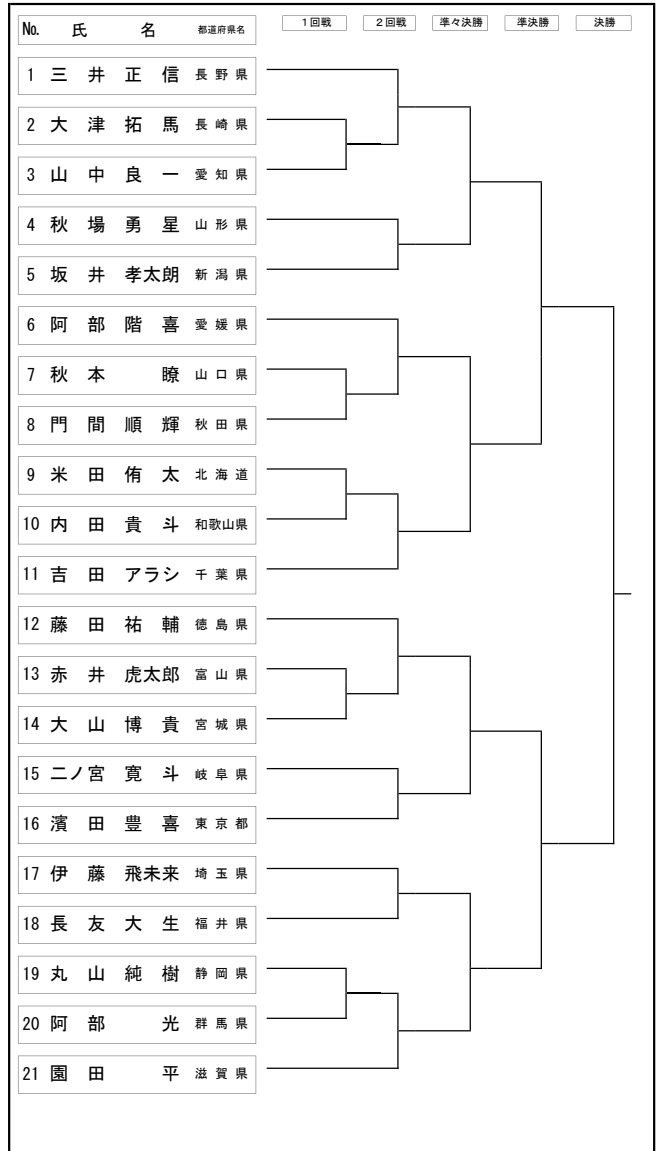 No. 氏名 都道府県名 1回戦 2回戦 準々決勝 準決勝 決勝
1 三井正信 長野県
2 大津拓馬 長崎県
3 山中良一 愛知県
4 秋場勇星 山形県
5 坂井孝太朗 新潟県
6 阿部階喜 愛媛県
7 秋本瞭 山口県
8 門間順輝 秋田県
9 米田侑太 北海道
10 内田貴斗 和歌山県
11 吉田アラシ 千葉県
12 藤田祐輔 徳島県
13 赤井虎太郎 富山県
14 大山博貴 宮城県
15 二ノ宮寛斗 岐阜県
16 濱田豊喜 東京都
17 伊藤飛未来 埼玉県
18 長友大生 福井県
19 丸山純樹 静岡県
20 阿部光 群馬県
21 園田平 滋賀県